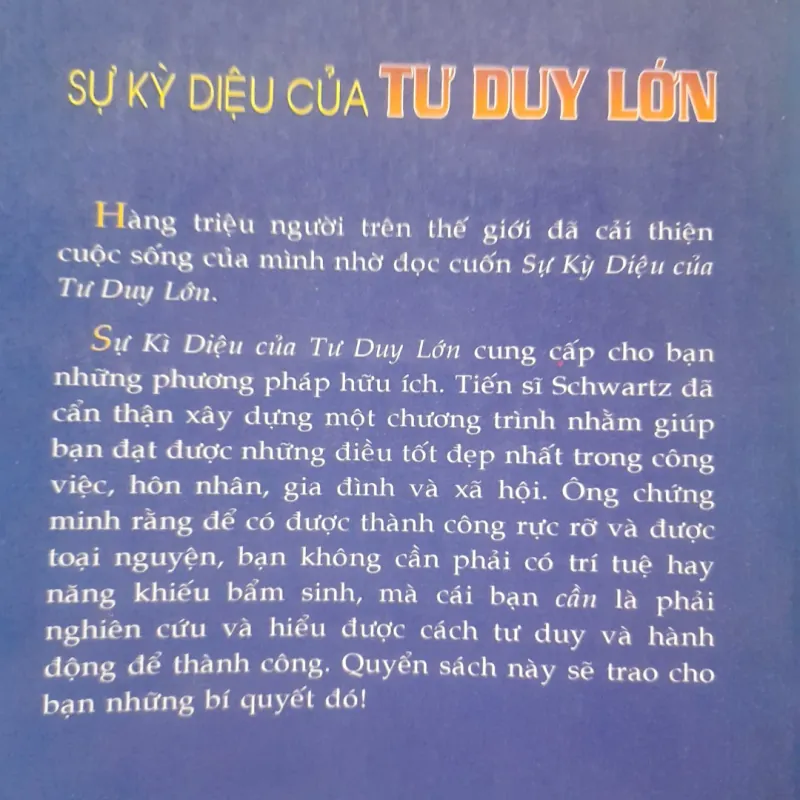 SỰ KỲ DIỆU CỦA TƯ DUY LỚN
Hàng triệu người trên thế giới đã cải thiện
cuộc sống của mình nhờ đọc cuốn Sự Kỳ Diệu của
Tư Duy Lớn.
Sự Kì Diệu của Tư Duy Lớn cung cấp cho bạn
những phương pháp hữu ích. Tiến sĩ Schwartz đã
cẩn thận xây dựng một chương trình nhằm giúp
bạn đạt được những điều tốt đẹp nhất trong công
việc, hôn nhân, gia đình và xã hội. Ông chứng
minh rằng để có được thành công rực rỡ và được
toại nguyện, bạn không cần phải có trí tuệ hay
năng khiếu bẩm sinh, mà cái bạn cần là phải
nghiên cứu và hiểu được cách tư duy và hành
động để thành công. Quyển sách này sẽ trao cho
bạn những bí quyết đó!